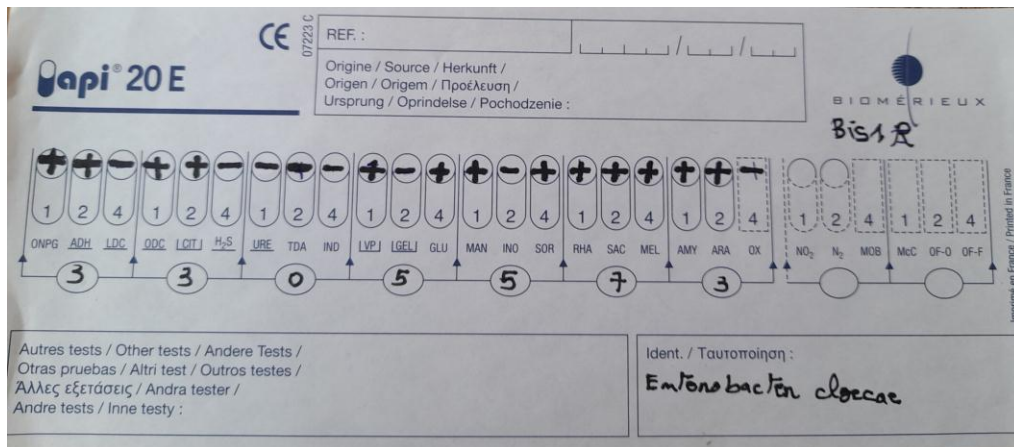 CE
07223 C
REF. :
api® 20 E
Origine / Source / Herkunft /
Origen / Origem / Προέλευση /
Ursprung / Oprindelse / Pochodzenie :
BIOMÉRIEUX
Bis1 R
+ + − + + − − − − + − + + − + + + + + + −
1 2 4 1 2 4 1 2 4 1 2 4 1 2 4 1 2 4 1 2 4 1 2 4 1 2 4
ONPG ADH LDC ODC |CIT| H₂S URE TDA IND |VP| |GEL| GLU MAN INO SOR RHA SAC MEL AMY ARA OX NO₂ N₂ MOB McC OF-O OF-F
3 3 0 5 5 7 3
Imprimé en France / Printed in France
Autres tests / Other tests / Andere Tests /
Otras pruebas / Altri test / Outros testes /
Άλλες εξετάσεις / Andra tester /
Andre tests / Inne testy :
Ident. / Ταυτοποίηση :
Enterobacter cloecae